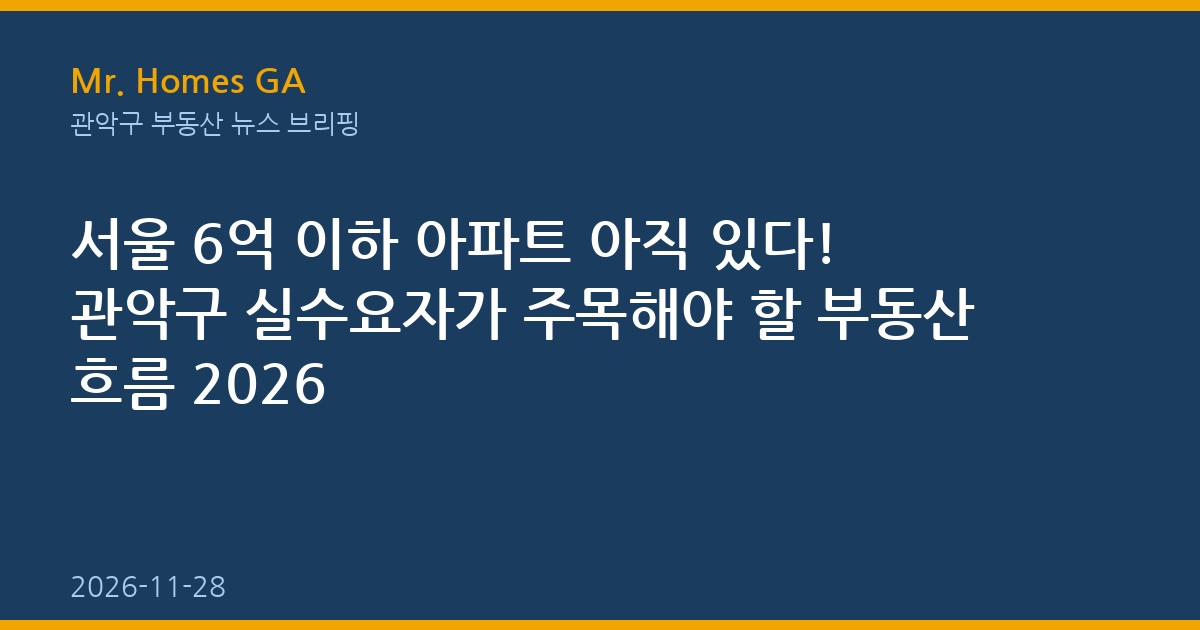 Mr. Homes GA
관악구 부동산 뉴스 브리핑
서울 6억 이하 아파트 아직 있다!
관악구 실수요자가 주목해야 할 부동산
흐름 2026
2026-11-28